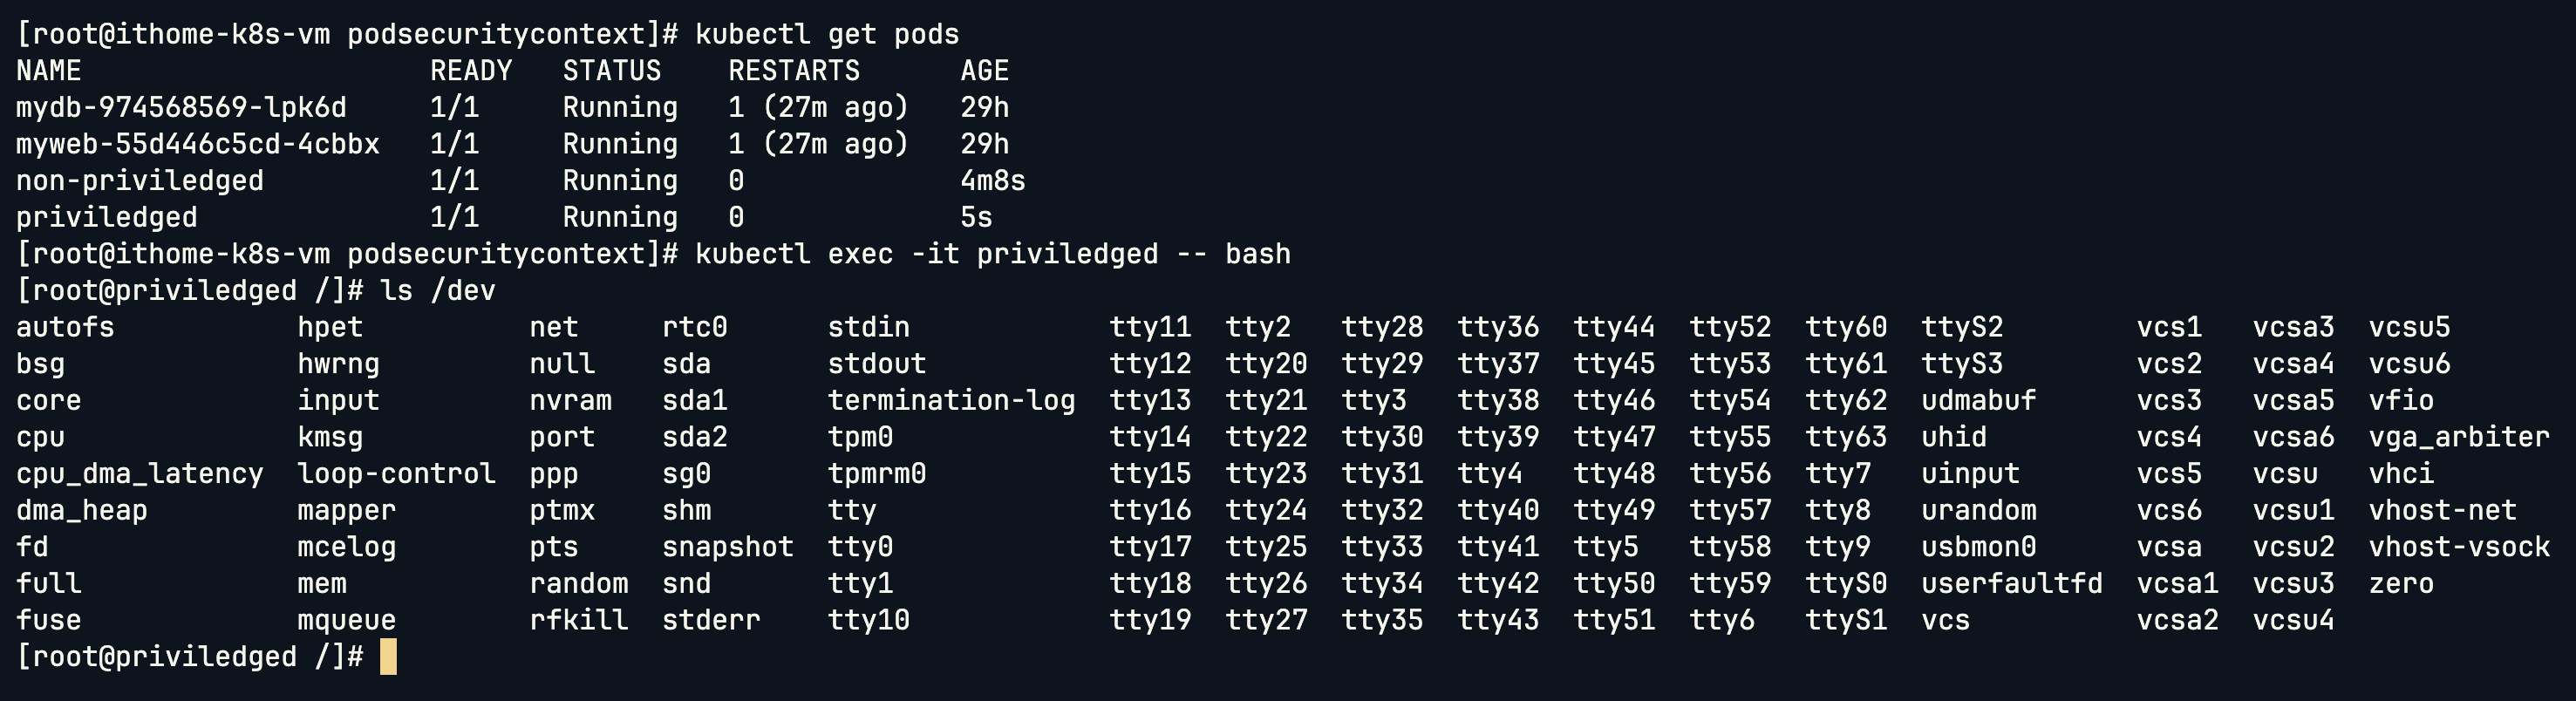 [root@ithome-k8s-vm podsecuritycontext]# kubectl get pods
NAME                     READY   STATUS    RESTARTS      AGE
mydb-974568569-lpk6d     1/1     Running   1 (27m ago)   29h
myweb-55d446c5cd-4cbbx   1/1     Running   1 (27m ago)   29h
non-priviledged          1/1     Running   0             4m8s
priviledged              1/1     Running   0             5s
[root@ithome-k8s-vm podsecuritycontext]# kubectl exec -it priviledged -- bash
[root@priviledged /]# ls /dev
autofs           hpet          net     rtc0      stdin            tty11  tty2   tty28  tty36  tty44  tty52  tty60  ttyS2        vcs1   vcsa3  vcsu5
bsg              hwrng         null    sda       stdout           tty12  tty20  tty29  tty37  tty45  tty53  tty61  ttyS3        vcs2   vcsa4  vcsu6
core             input         nvram   sda1      termination-log  tty13  tty21  tty3   tty38  tty46  tty54  tty62  udmabuf      vcs3   vcsa5  vfio
cpu              kmsg          port    sda2      tpm0             tty14  tty22  tty30  tty39  tty47  tty55  tty63  uhid         vcs4   vcsa6  vga_arbiter
cpu_dma_latency  loop-control  ppp     sg0       tpmrm0           tty15  tty23  tty31  tty4   tty48  tty56  tty7   uinput       vcs5   vcsu   vhci
dma_heap         mapper        ptmx    shm       tty              tty16  tty24  tty32  tty40  tty49  tty57  tty8   urandom      vcs6   vcsu1  vhost-net
fd               mcelog        pts     snapshot  tty0             tty17  tty25  tty33  tty41  tty5   tty58  tty9   usbmon0      vcsa   vcsu2  vhost-vsock
full             mem           random  snd       tty1             tty18  tty26  tty34  tty42  tty50  tty59  ttyS0  userfaultfd  vcsa1  vcsu3  zero
fuse             mqueue        rfkill  stderr    tty10            tty19  tty27  tty35  tty43  tty51  tty6   ttyS1  vcs          vcsa2  vcsu4
[root@priviledged /]#